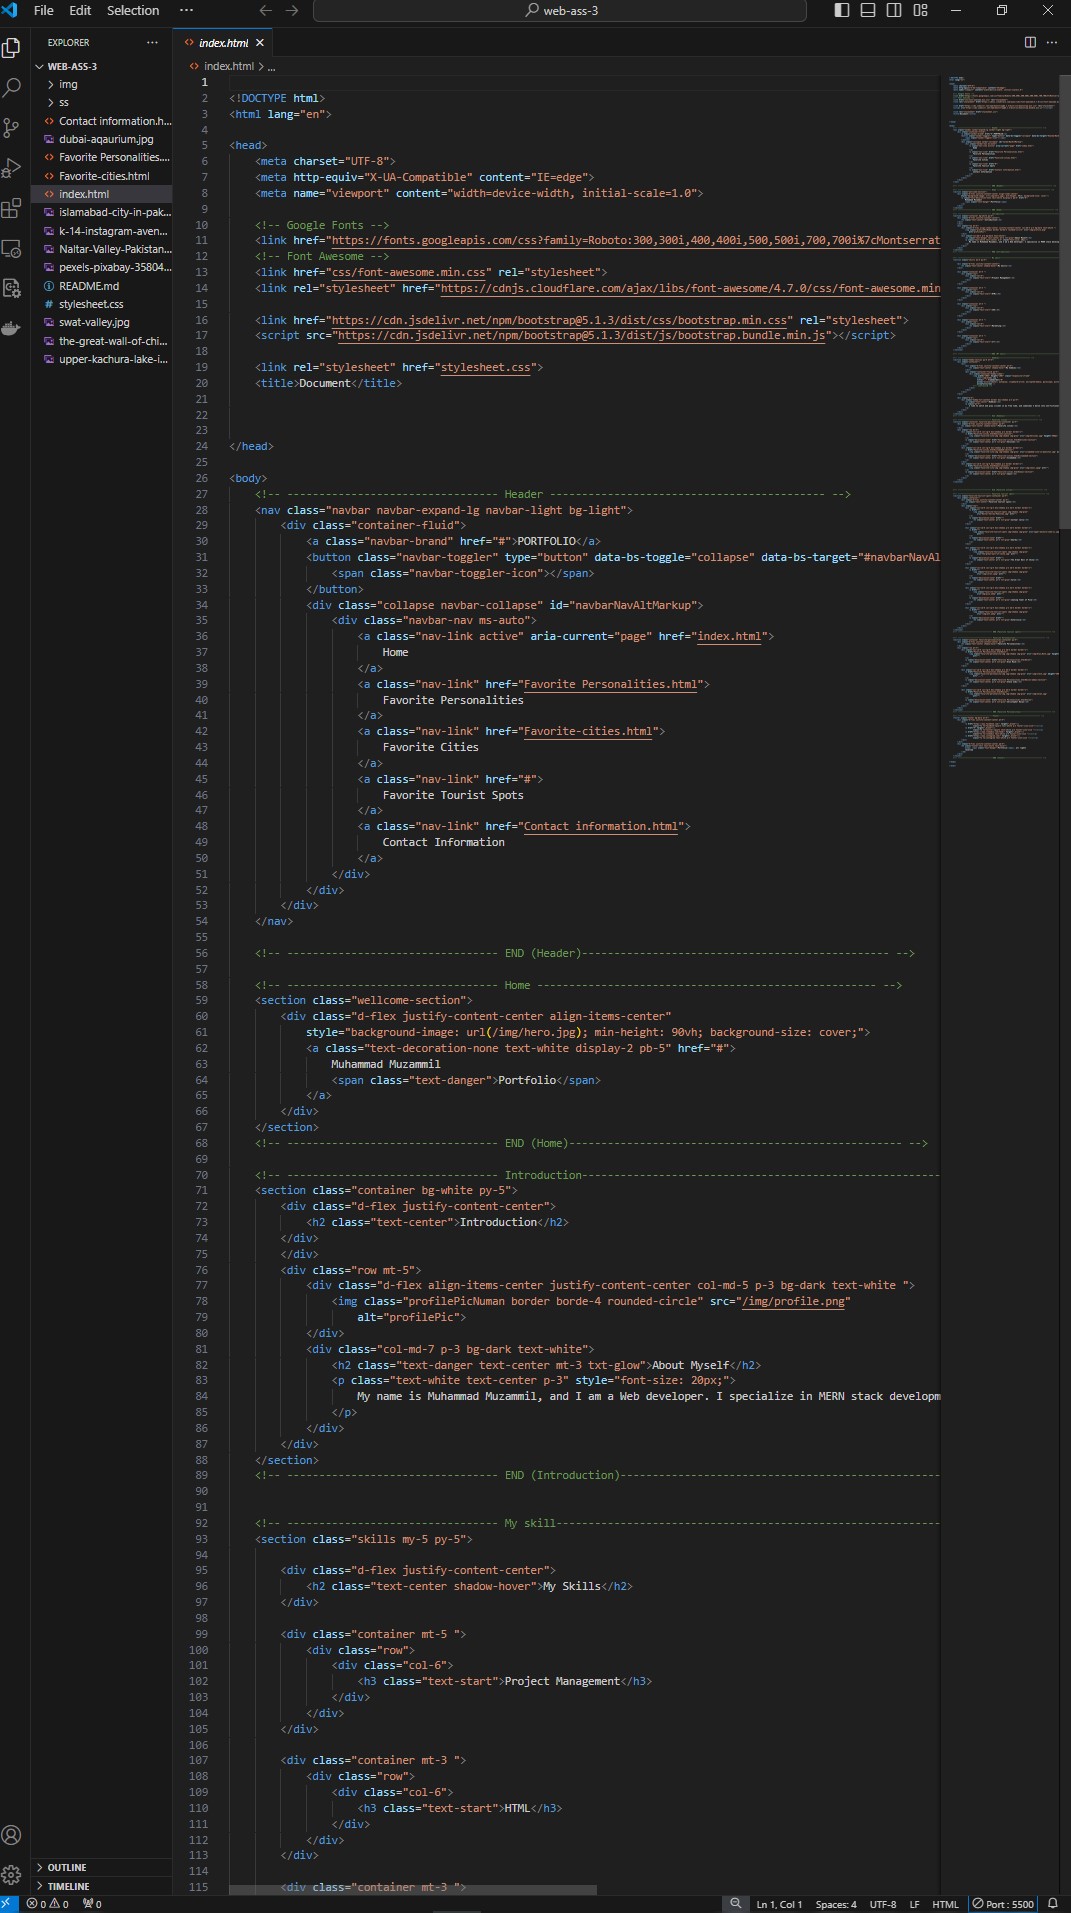 File Edit Selection ··· web-ass-3
EXPLORER ···
WEB-ASS-3
img
ss
Contact information.h...
dubai-aqaurium.jpg
Favorite Personalities....
Favorite-cities.html
index.html
islamabad-city-in-pak...
k-14-instagram-aven...
Naltar-Valley-Pakistan...
pexels-pixabay-35804...
README.md
stylesheet.css
swat-valley.jpg
the-great-wall-of-chi...
upper-kachura-lake-i...
OUTLINE
TIMELINE
index.html
index.html > ...
1
2 <!DOCTYPE html>
3 <html lang="en">
4
5 <head>
6 <meta charset="UTF-8">
7 <meta http-equiv="X-UA-Compatible" content="IE=edge">
8 <meta name="viewport" content="width=device-width, initial-scale=1.0">
9
10 <!-- Google Fonts -->
11 <link href="https://fonts.googleapis.com/css?family=Roboto:300,300i,400,400i,500,500i,700,700i%7cMontserrat
12 <!-- Font Awesome -->
13 <link href="css/font-awesome.min.css" rel="stylesheet">
14 <link rel="stylesheet" href="https://cdnjs.cloudflare.com/ajax/libs/font-awesome/4.7.0/css/font-awesome.min
15
16 <link href="https://cdn.jsdelivr.net/npm/bootstrap@5.1.3/dist/css/bootstrap.min.css" rel="stylesheet">
17 <script src="https://cdn.jsdelivr.net/npm/bootstrap@5.1.3/dist/js/bootstrap.bundle.min.js"></script>
18
19 <link rel="stylesheet" href="stylesheet.css">
20 <title>Document</title>
21
22
23
24 </head>
25
26 <body>
27 <!-- --------------------------------- Header ------------------------------------------- -->
28 <nav class="navbar navbar-expand-lg navbar-light bg-light">
29 <div class="container-fluid">
30 <a class="navbar-brand" href="#">PORTFOLIO</a>
31 <button class="navbar-toggler" type="button" data-bs-toggle="collapse" data-bs-target="#navbarNavAl
32 <span class="navbar-toggler-icon"></span>
33 </button>
34 <div class="collapse navbar-collapse" id="navbarNavAltMarkup">
35 <div class="navbar-nav ms-auto">
36 <a class="nav-link active" aria-current="page" href="index.html">
37 Home
38 </a>
39 <a class="nav-link" href="Favorite Personalities.html">
40 Favorite Personalities
41 </a>
42 <a class="nav-link" href="Favorite-cities.html">
43 Favorite Cities
44 </a>
45 <a class="nav-link" href="#">
46 Favorite Tourist Spots
47 </a>
48 <a class="nav-link" href="Contact information.html">
49 Contact Information
50 </a>
51 </div>
52 </div>
53 </div>
54 </nav>
55
56 <!-- --------------------------------- END (Header)------------------------------------------------ -->
57
58 <!-- --------------------------------- Home ----------------------------------------------------- -->
59 <section class="wellcome-section">
60 <div class="d-flex justify-content-center align-items-center"
61 style="background-image: url(/img/hero.jpg); min-height: 90vh; background-size: cover;">
62 <a class="text-decoration-none text-white display-2 pb-5" href="#">
63 Muhammad Muzammil
64 <span class="text-danger">Portfolio</span>
65 </a>
66 </div>
67 </section>
68 <!-- --------------------------------- END (Home)---------------------------------------------------- -->
69
70 <!-- --------------------------------- Introduction--------------------------------------------------------
71 <section class="container bg-white py-5">
72 <div class="d-flex justify-content-center">
73 <h2 class="text-center">Introduction</h2>
74 </div>
75 </div>
76 <div class="row mt-5">
77 <div class="d-flex align-items-center justify-content-center col-md-5 p-3 bg-dark text-white ">
78 <img class="profilePicNuman border borde-4 rounded-circle" src="/img/profile.png"
79 alt="profilePic">
80 </div>
81 <div class="col-md-7 p-3 bg-dark text-white">
82 <h2 class="text-danger text-center mt-3 txt-glow">About Myself</h2>
83 <p class="text-white text-center p-3" style="font-size: 20px;">
84 My name is Muhammad Muzammil, and I am a Web developer. I specialize in MERN stack developm
85 </p>
86 </div>
87 </div>
88 </section>
89 <!-- --------------------------------- END (Introduction)--------------------------------------------------
90
91
92 <!-- --------------------------------- My skill------------------------------------------------------------
93 <section class="skills my-5 py-5">
94
95 <div class="d-flex justify-content-center">
96 <h2 class="text-center shadow-hover">My Skills</h2>
97 </div>
98
99 <div class="container mt-5 ">
100 <div class="row">
101 <div class="col-6">
102 <h3 class="text-start">Project Management</h3>
103 </div>
104 </div>
105 </div>
106
107 <div class="container mt-3 ">
108 <div class="row">
109 <div class="col-6">
110 <h3 class="text-start">HTML</h3>
111 </div>
112 </div>
113 </div>
114
115 <div class="container mt-3 ">
0 0 0 Ln 1, Col 1 Spaces: 4 UTF-8 LF HTML Port : 5500